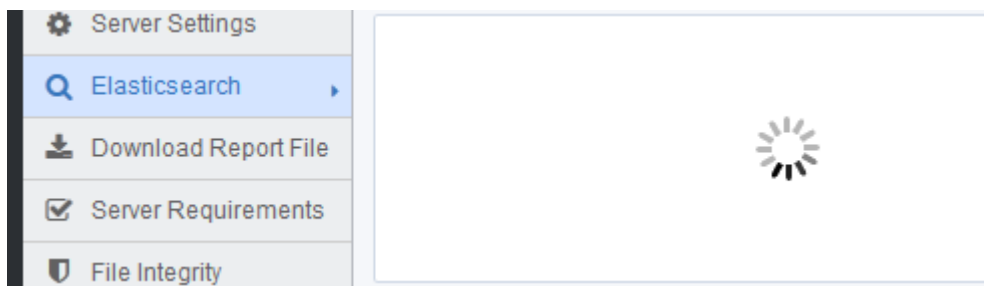 Server Settings
Elasticsearch
Download Report File
Server Requirements
File Integrity